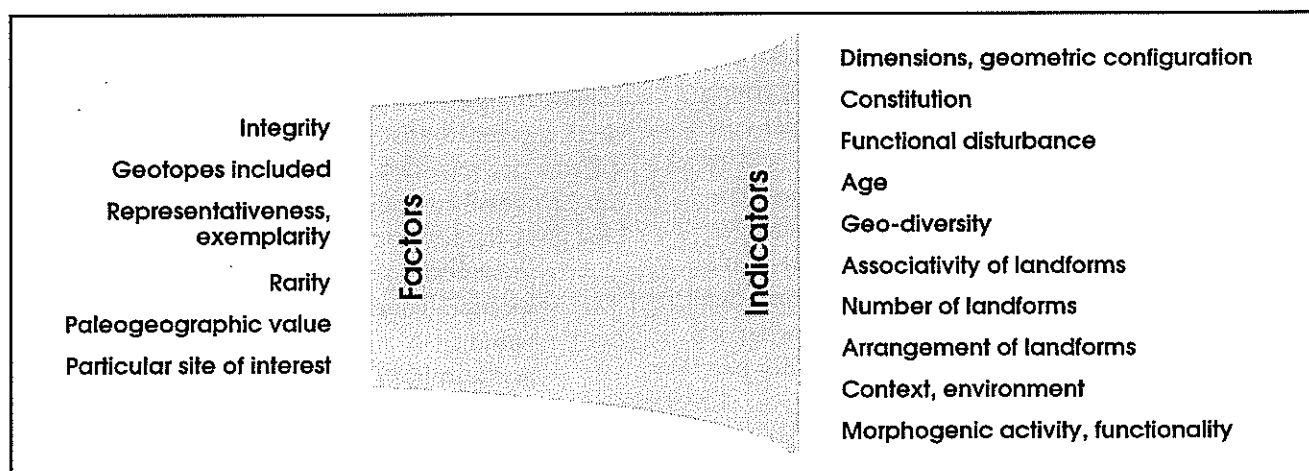 Integrity
Geotopes included
Representativeness,
exemplarity
Rarity
Paleogeographic value
Particular site of interest
Factors
Indicators
Dimensions, geometric configuration
Constitution
Functional disturbance
Age
Geo-diversity
Associativity of landforms
Number of landforms
Arrangement of landforms
Context, environment
Morphogenic activity, functionality